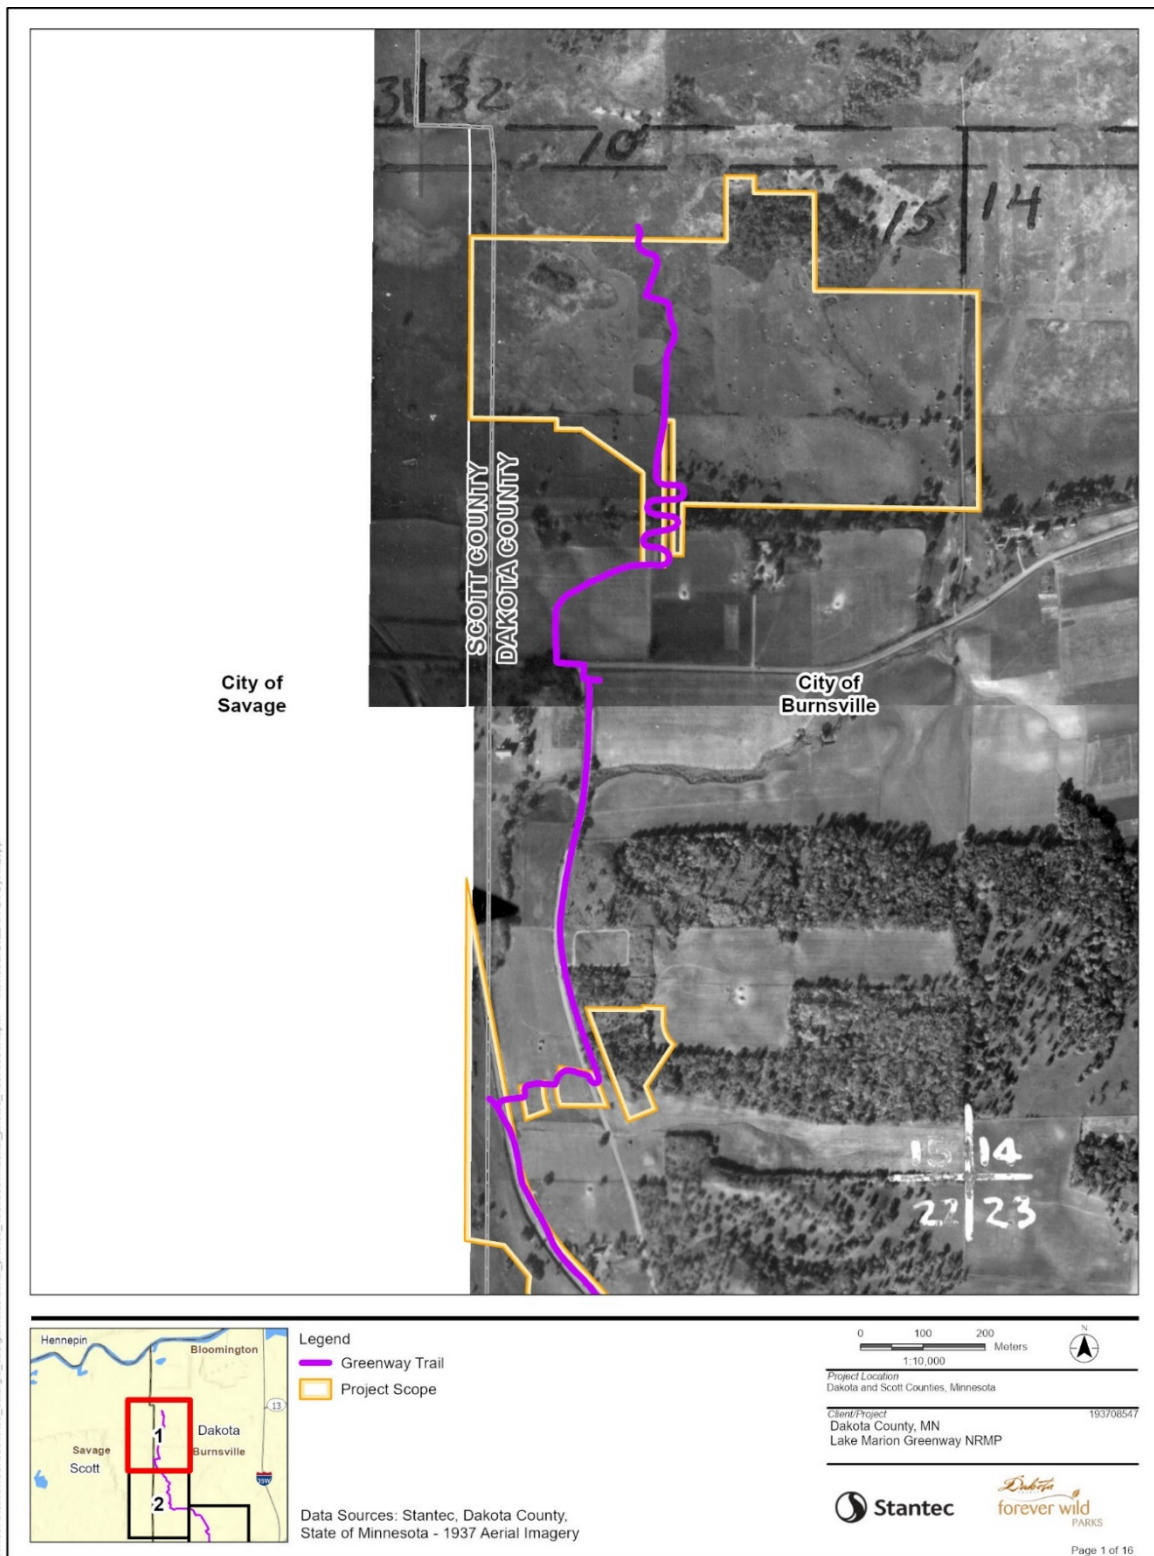 31 32
10
15 14
SCOTT COUNTY
DAKOTA COUNTY
City of
Savage
City of
Burnsville
15 14
22 23
Hennepin
Bloomington
13
1
Dakota
Savage
Burnsville
Scott
2
Legend
Greenway Trail
Project Scope
Data Sources: Stantec, Dakota County,
State of Minnesota - 1937 Aerial Imagery
0 100 200
Meters
1:10,000
N
Project Location
Dakota and Scott Counties, Minnesota
Client/Project 193708547
Dakota County, MN
Lake Marion Greenway NRMP
Stantec
Dakota
forever wild
PARKS
Page 1 of 16